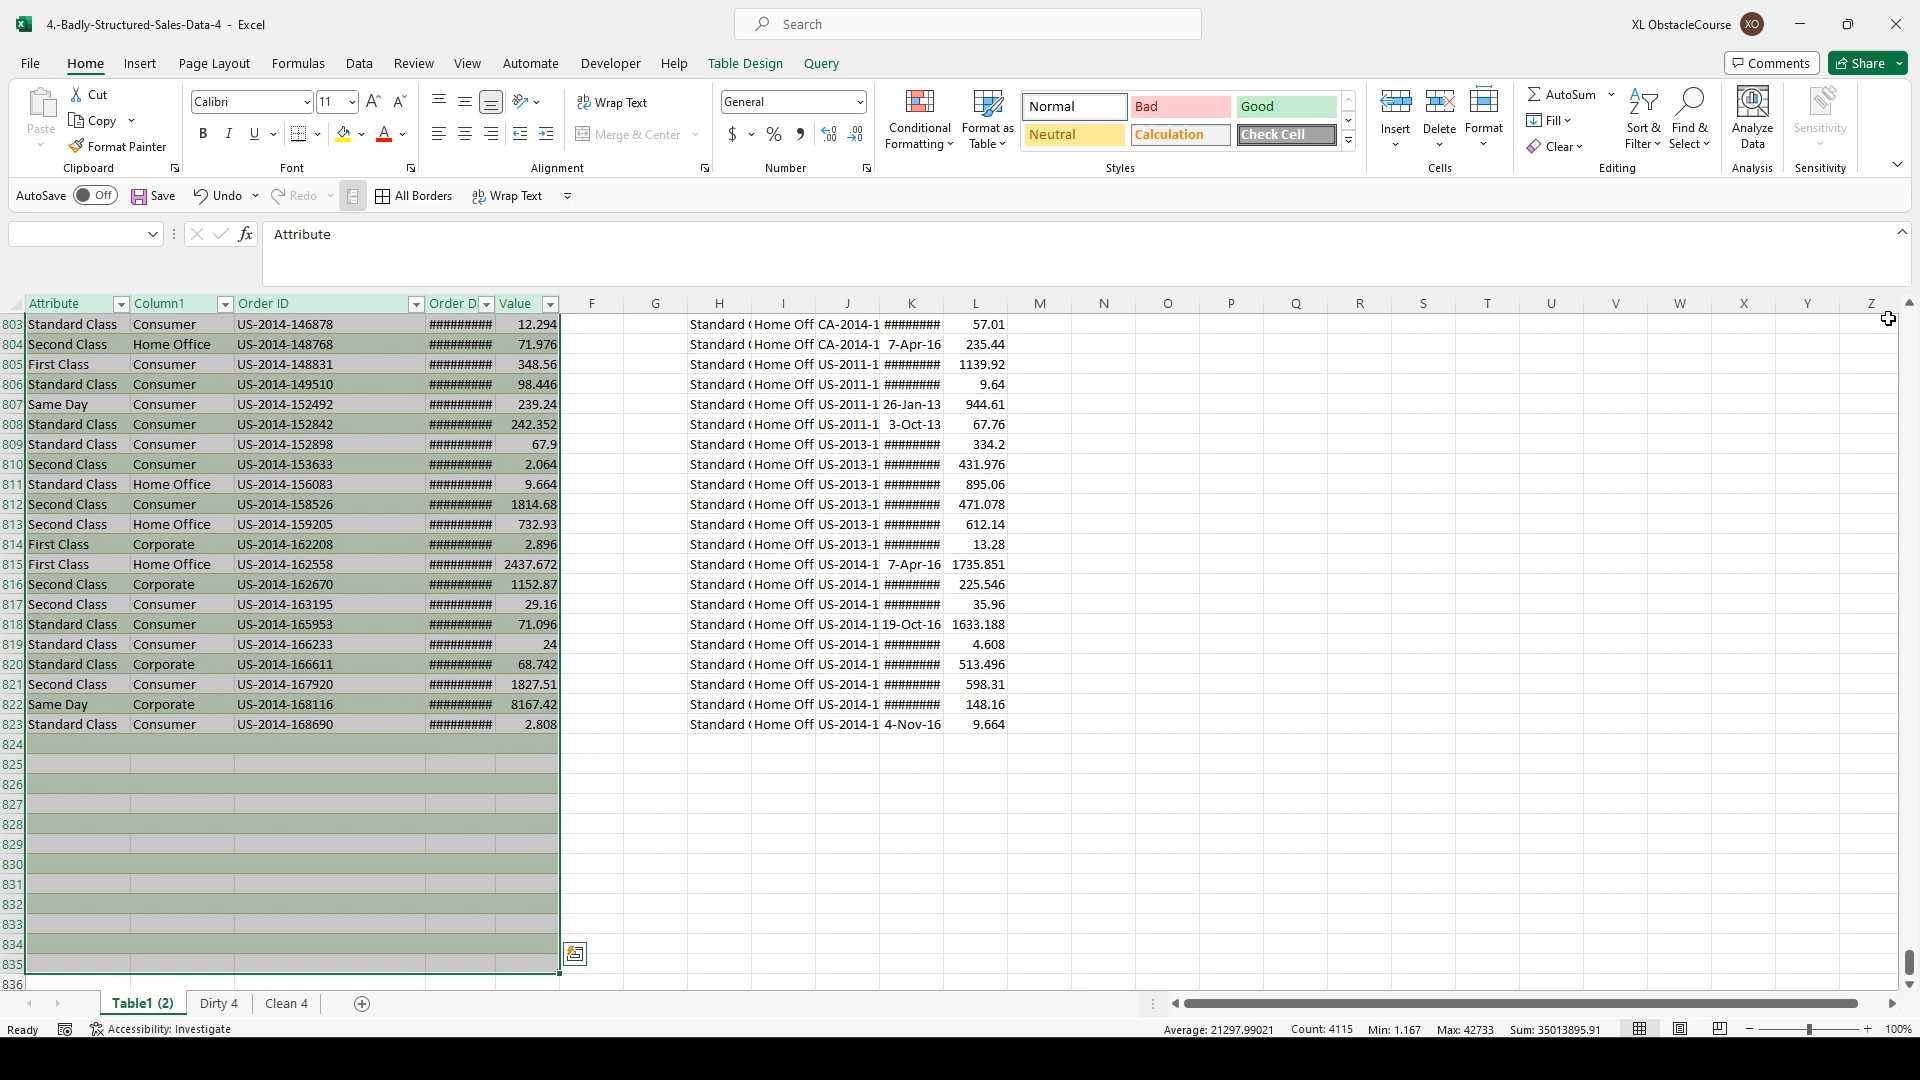 4.-Badly-Structured-Sales-Data-4 - Excel
Search
XL ObstacleCourse XO
File Home Insert Page Layout Formulas Data Review View Automate Developer Help Table Design Query
Comments Share
Paste Cut Copy Format Painter Clipboard
Calibri 11 B I U A Font
Wrap Text Merge & Center Alignment
General $ % , Number
Conditional Formatting Format as Table Normal Bad Good Neutral Calculation Check Cell Styles
Insert Delete Format Cells
AutoSum Fill Clear Sort & Filter Find & Select Editing
Analyze Data Analysis
Sensitivity Sensitivity
AutoSave Off Save Undo Redo All Borders Wrap Text
fx Attribute
Attribute Column1 Order ID Order D Value F G H I J K L M N O P Q R S T U V W X Y Z
803 Standard Class Consumer US-2014-146878 ######### 12.294 Standard Home Off CA-2014-1 ######## 57.01
804 Second Class Home Office US-2014-148768 ######### 71.976 Standard Home Off CA-2014-1 7-Apr-16 235.44
805 First Class Consumer US-2014-148831 ######### 348.56 Standard Home Off US-2011-1 ######## 1139.92
806 Standard Class Consumer US-2014-149510 ######### 98.446 Standard Home Off US-2011-1 ######## 9.64
807 Same Day Consumer US-2014-152492 ######### 239.24 Standard Home Off US-2011-1 26-Jan-13 944.61
808 Standard Class Consumer US-2014-152842 ######### 242.352 Standard Home Off US-2011-1 3-Oct-13 67.76
809 Standard Class Consumer US-2014-152898 ######### 67.9 Standard Home Off US-2013-1 ######## 334.2
810 Second Class Consumer US-2014-153633 ######### 2.064 Standard Home Off US-2013-1 ######## 431.976
811 Standard Class Home Office US-2014-156083 ######### 9.664 Standard Home Off US-2013-1 ######## 895.06
812 Second Class Consumer US-2014-158526 ######### 1814.68 Standard Home Off US-2013-1 ######## 471.078
813 Second Class Home Office US-2014-159205 ######### 732.93 Standard Home Off US-2013-1 ######## 612.14
814 First Class Corporate US-2014-162208 ######### 2.896 Standard Home Off US-2013-1 ######## 13.28
815 First Class Home Office US-2014-162558 ######### 2437.672 Standard Home Off US-2014-1 7-Apr-16 1735.851
816 Second Class Corporate US-2014-162670 ######### 1152.87 Standard Home Off US-2014-1 ######## 225.546
817 Second Class Consumer US-2014-163195 ######### 29.16 Standard Home Off US-2014-1 ######## 35.96
818 Standard Class Consumer US-2014-165953 ######### 71.096 Standard Home Off US-2014-1 19-Oct-16 1633.188
819 Standard Class Consumer US-2014-166233 ######### 24 Standard Home Off US-2014-1 ######## 4.608
820 Standard Class Corporate US-2014-166611 ######### 68.742 Standard Home Off US-2014-1 ######## 513.496
821 Second Class Consumer US-2014-167920 ######### 1827.51 Standard Home Off US-2014-1 ######## 598.31
822 Same Day Corporate US-2014-168116 ######### 8167.42 Standard Home Off US-2014-1 ######## 148.16
823 Standard Class Consumer US-2014-168690 ######### 2.808 Standard Home Off US-2014-1 4-Nov-16 9.664
824
825
826
827
828
829
830
831
832
833
834
835
836
Table1 (2) Dirty 4 Clean 4
Ready Accessibility: Investigate Average: 21297.99021 Count: 4115 Min: 1.167 Max: 42733 Sum: 35013895.91 100%